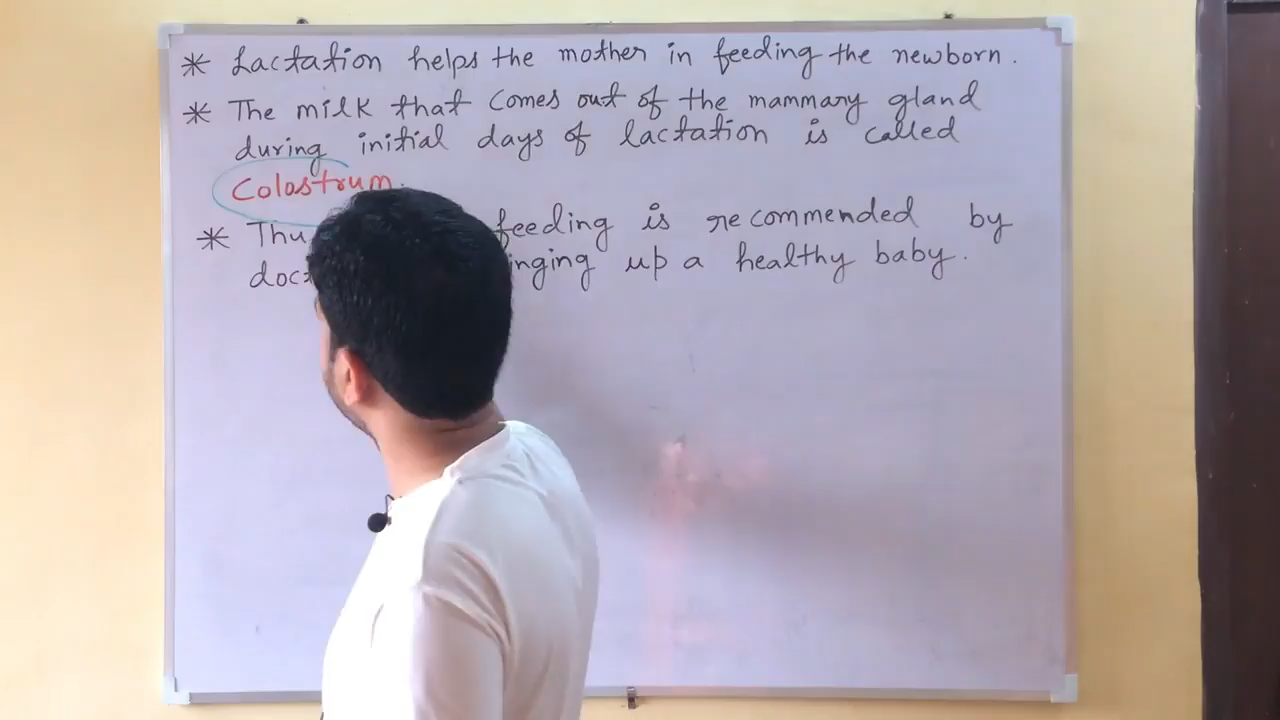 * Lactation helps the mother in feeding the newborn.
* The milk that comes out of the mammary gland
during initial days of lactation is called
Colostrum.
* feeding is recommended by
up a healthy baby.